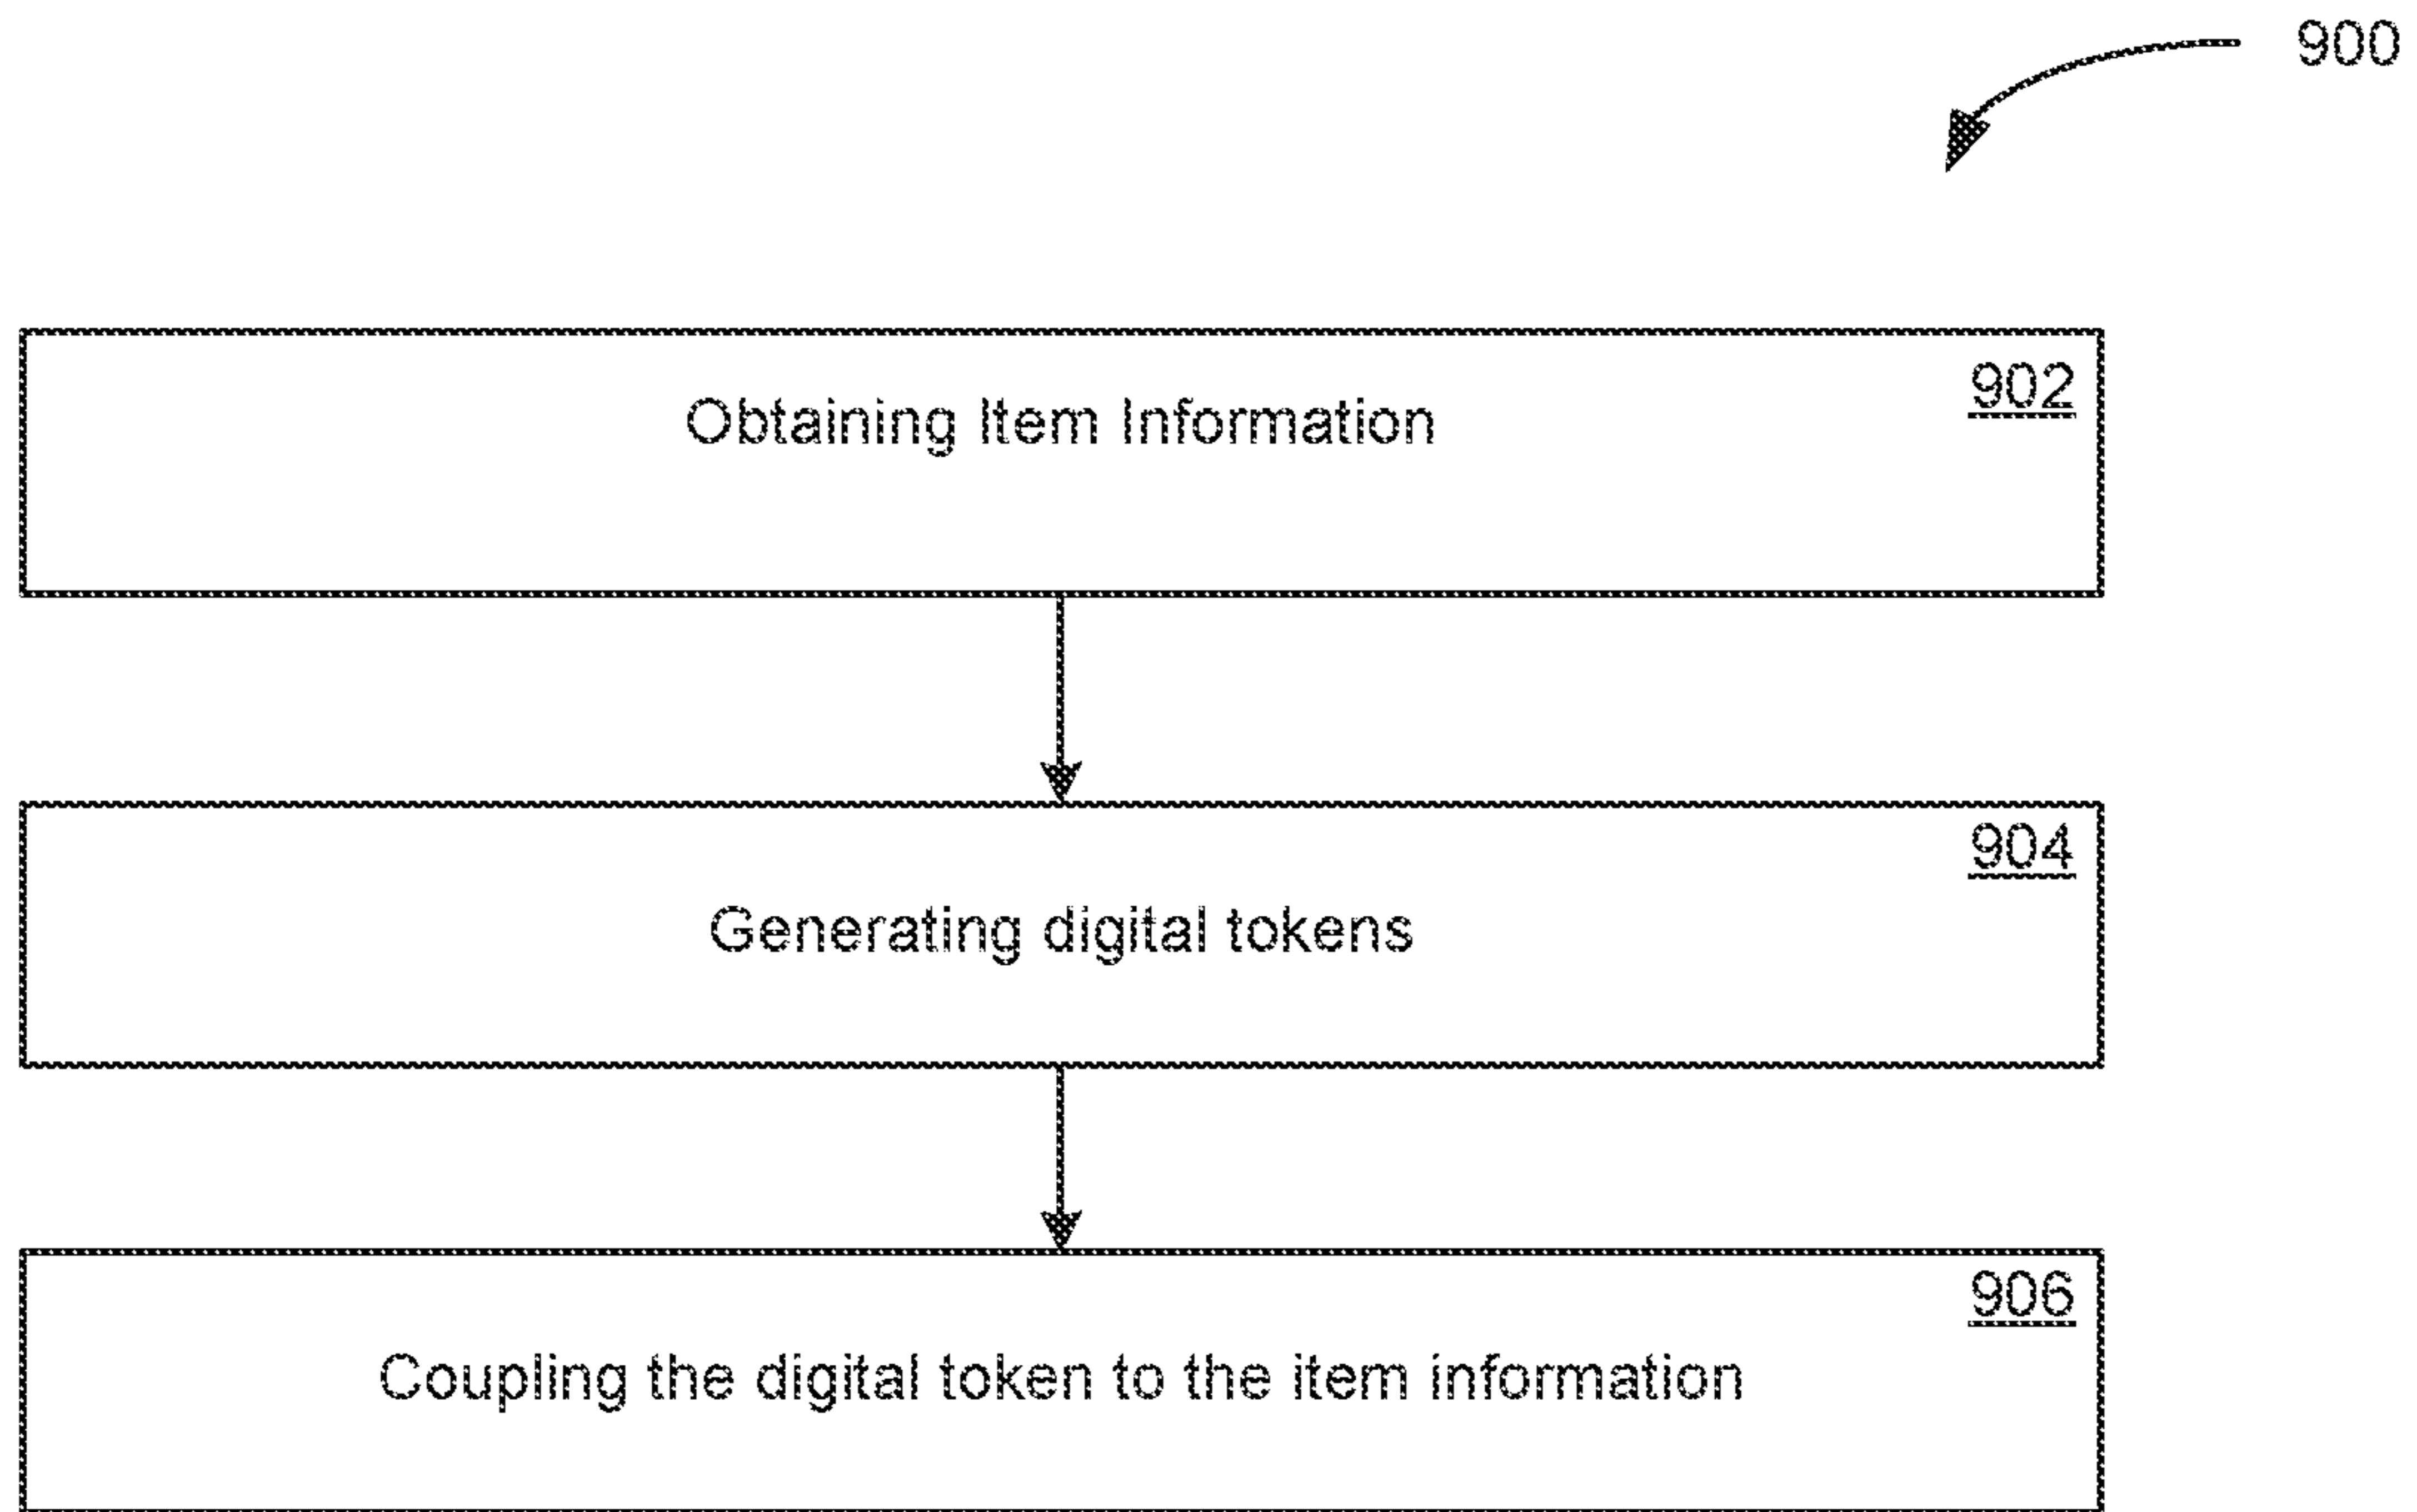 900
902
Obtaining Item Information
904
Generating digital tokens
906
Coupling the digital token to the item information